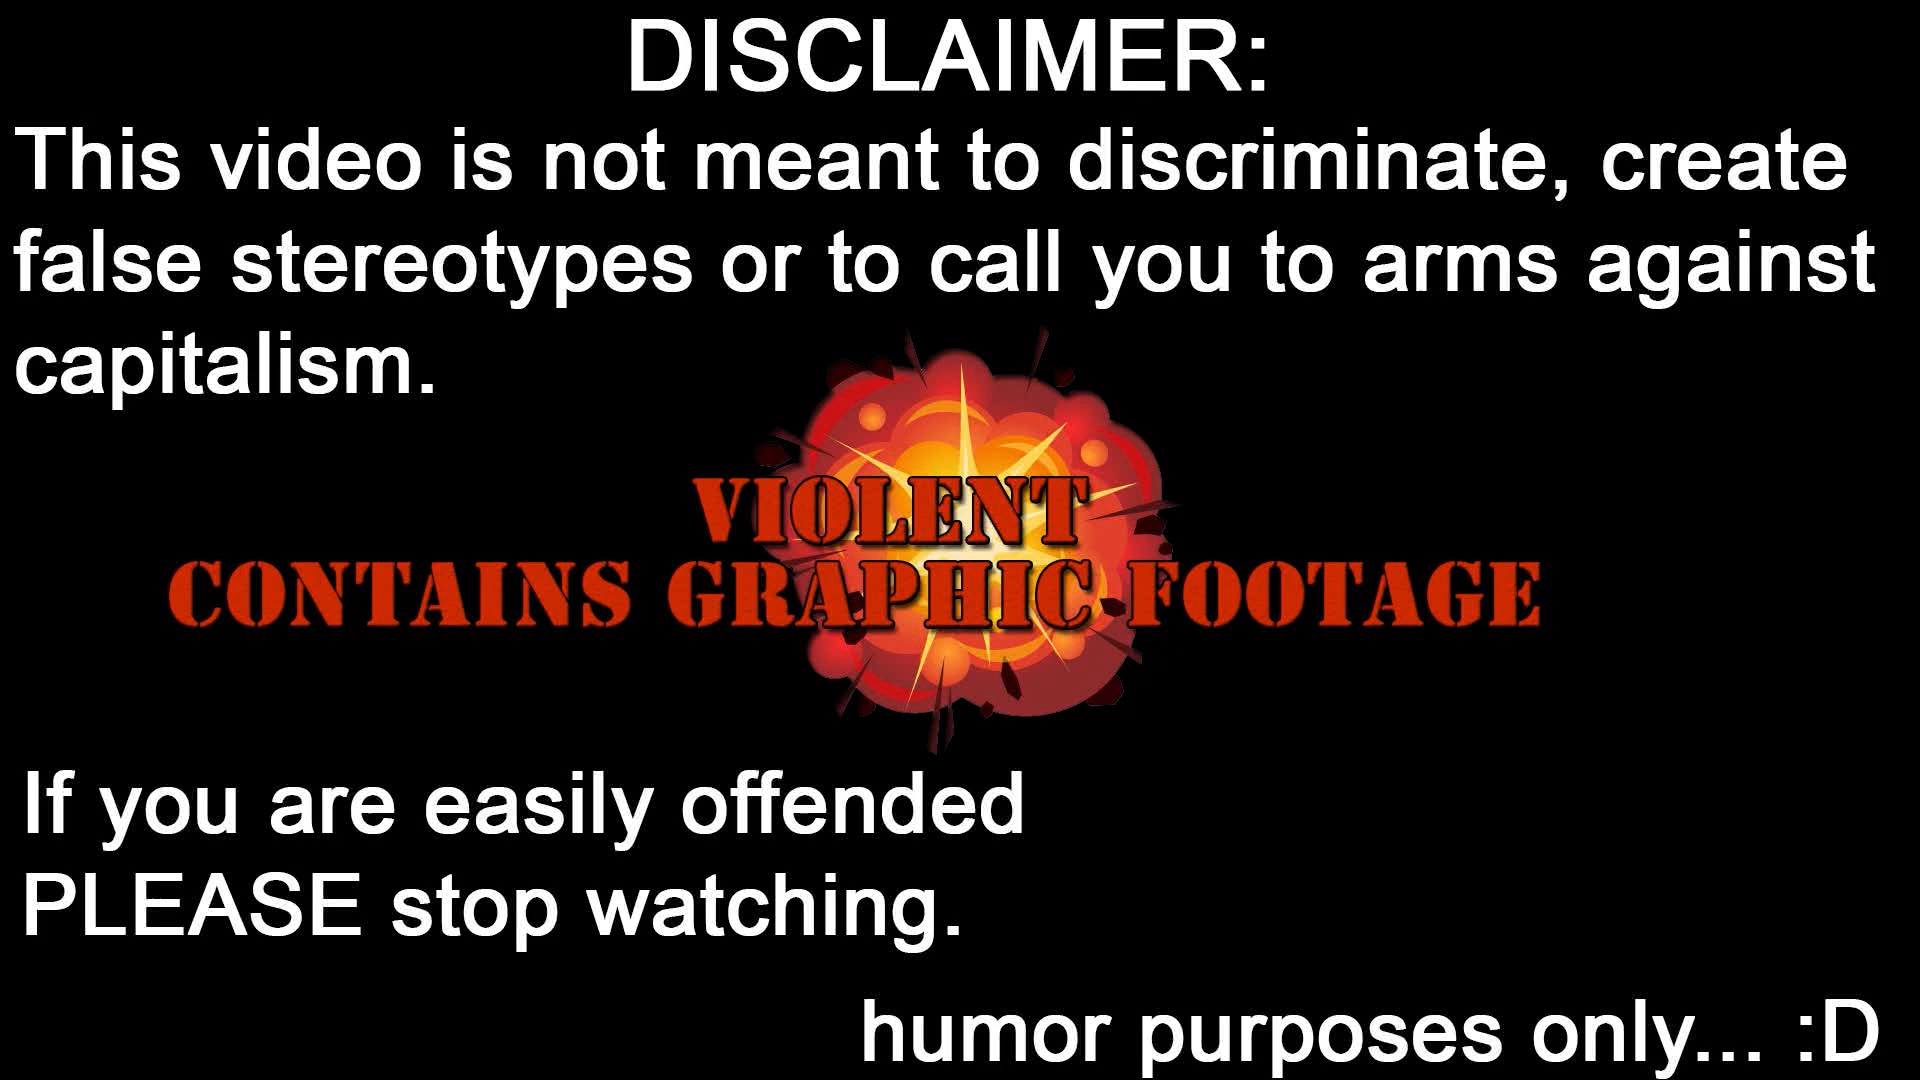 DISCLAIMER:
This video is not meant to discriminate, create
false stereotypes or to call you to arms against
capitalism.
VIOLENT
CONTAINS GRAPHIC FOOTAGE
If you are easily offended
PLEASE stop watching.
humor purposes only... :D